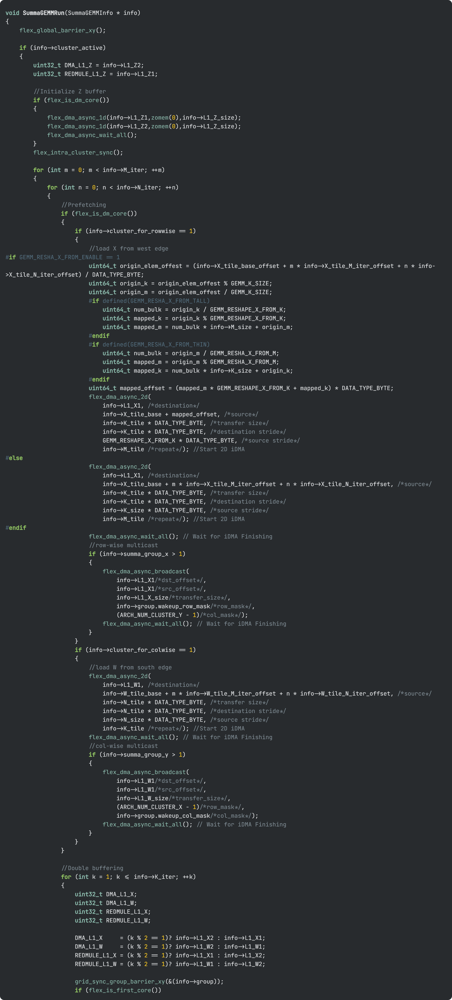 void SummaGEMMRun(SummaGEMMInfo * info)
{
    flex_global_barrier_xy();

    if (info->cluster_active)
    {
        uint32_t DMA_L1_Z = info->L1_Z2;
        uint32_t REDMULE_L1_Z = info->L1_Z1;

        //Initialize Z buffer
        if (flex_is_dm_core())
        {
            flex_dma_async_1d(info->L1_Z1,zomem(0),info->L1_Z_size);
            flex_dma_async_1d(info->L1_Z2,zomem(0),info->L1_Z_size);
            flex_dma_async_wait_all();
        }
        flex_intra_cluster_sync();

        for (int m = 0; m < info->M_iter; ++m)
        {
            for (int n = 0; n < info->N_iter; ++n)
            {
                //Prefetching
                if (flex_is_dm_core())
                {
                    if (info->cluster_for_rowwise == 1)
                    {
                        //load X from west edge
#if GEMM_RESHA_X_FROM_ENABLE == 1
                        uint64_t origin_elem_offest = (info->X_tile_base_offset + m * info->X_tile_M_iter_offset + n * info-
>X_tile_N_iter_offset) / DATA_TYPE_BYTE;
                        uint64_t origin_k = origin_elem_offest % GEMM_K_SIZE;
                        uint64_t origin_m = origin_elem_offest / GEMM_K_SIZE;
                        #if defined(GEMM_RESHA_X_FROM_TALL)
                            uint64_t num_bulk = origin_k / GEMM_RESHAPE_X_FROM_K;
                            uint64_t mapped_k = origin_k % GEMM_RESHAPE_X_FROM_K;
                            uint64_t mapped_m = num_bulk * info->M_size + origin_m;
                        #endif
                        #if defined(GEMM_RESHA_X_FROM_THIN)
                            uint64_t num_bulk = origin_m / GEMM_RESHA_X_FROM_M;
                            uint64_t mapped_m = origin_m % GEMM_RESHA_X_FROM_M;
                            uint64_t mapped_k = num_bulk * info->K_size + origin_k;
                        #endif
                        uint64_t mapped_offset = (mapped_m * GEMM_RESHAPE_X_FROM_K + mapped_k) * DATA_TYPE_BYTE;
                        flex_dma_async_2d(
                            info->L1_X1, /*destination*/
                            info->X_tile_base + mapped_offset, /*source*/
                            info->K_tile * DATA_TYPE_BYTE, /*transfer size*/
                            info->K_tile * DATA_TYPE_BYTE, /*destination stride*/
                            GEMM_RESHAPE_X_FROM_K * DATA_TYPE_BYTE, /*source stride*/
                            info->M_tile /*repeat*/); //Start 2D iDMA
#else
                        flex_dma_async_2d(
                            info->L1_X1, /*destination*/
                            info->X_tile_base + m * info->X_tile_M_iter_offset + n * info->X_tile_N_iter_offset, /*source*/
                            info->K_tile * DATA_TYPE_BYTE, /*transfer size*/
                            info->K_tile * DATA_TYPE_BYTE, /*destination stride*/
                            info->K_size * DATA_TYPE_BYTE, /*source stride*/
                            info->M_tile /*repeat*/); //Start 2D iDMA
#endif
                        flex_dma_async_wait_all(); // Wait for iDMA Finishing
                        //row-wise multicast
                        if (info->summa_group_x > 1)
                        {
                            flex_dma_async_broadcast(
                                info->L1_X1/*dst_offset*/,
                                info->L1_X1/*src_offset*/,
                                info->L1_X_size/*transfer_size*/,
                                info->group.wakeup_row_mask/*row_mask*/,
                                (ARCH_NUM_CLUSTER_Y - 1)/*col_mask*/);
                            flex_dma_async_wait_all(); // Wait for iDMA Finishing
                        }
                    }
                    if (info->cluster_for_colwise == 1)
                    {
                        //load W from south edge
                        flex_dma_async_2d(
                            info->L1_W1, /*destination*/
                            info->W_tile_base + m * info->W_tile_M_iter_offset + n * info->W_tile_N_iter_offset, /*source*/
                            info->N_tile * DATA_TYPE_BYTE, /*transfer size*/
                            info->N_tile * DATA_TYPE_BYTE, /*destination stride*/
                            info->N_size * DATA_TYPE_BYTE, /*source stride*/
                            info->K_tile /*repeat*/); //Start 2D iDMA
                        flex_dma_async_wait_all(); // Wait for iDMA Finishing
                        //col-wise multicast
                        if (info->summa_group_y > 1)
                        {
                            flex_dma_async_broadcast(
                                info->L1_W1/*dst_offset*/,
                                info->L1_W1/*src_offset*/,
                                info->L1_W_size/*transfer_size*/,
                                (ARCH_NUM_CLUSTER_X - 1)/*row_mask*/,
                                info->group.wakeup_col_mask/*col_mask*/);
                            flex_dma_async_wait_all(); // Wait for iDMA Finishing
                        }
                    }
                }

                //Double buffering
                for (int k = 1; k <= info->K_iter; ++k)
                {
                    uint32_t DMA_L1_X;
                    uint32_t DMA_L1_W;
                    uint32_t REDMULE_L1_X;
                    uint32_t REDMULE_L1_W;

                    DMA_L1_X     = (k % 2 == 1)? info->L1_X2 : info->L1_X1;
                    DMA_L1_W     = (k % 2 == 1)? info->L1_W2 : info->L1_W1;
                    REDMULE_L1_X = (k % 2 == 1)? info->L1_X1 : info->L1_X2;
                    REDMULE_L1_W = (k % 2 == 1)? info->L1_W1 : info->L1_W2;

                    grid_sync_group_barrier_xy(&(info->group));
                    if (flex_is_first_core())